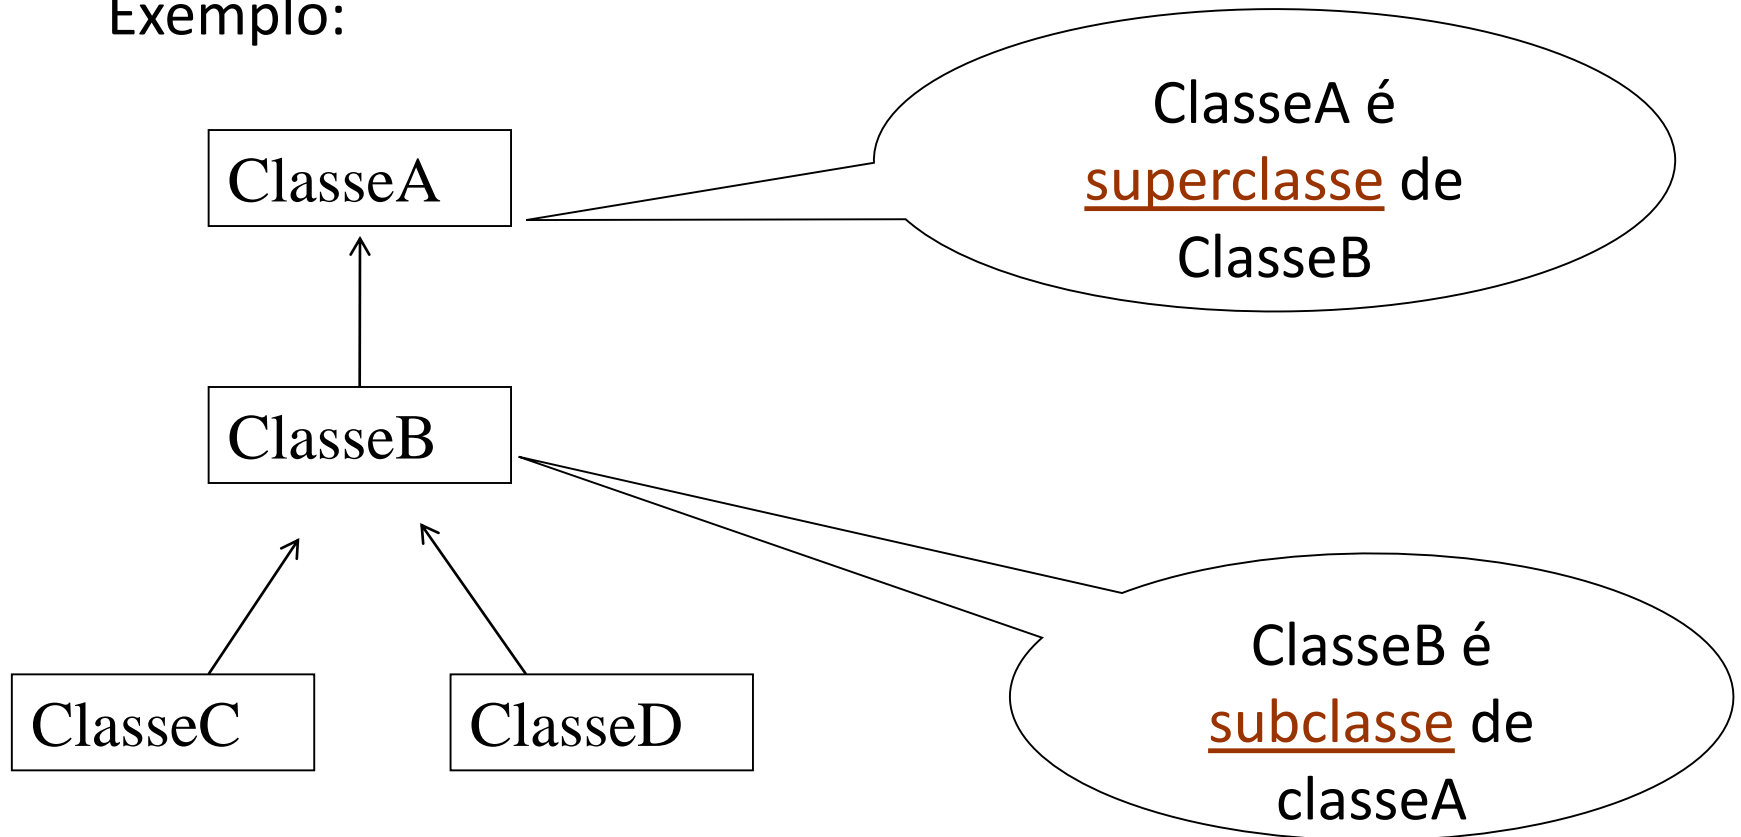 Exemplo:
ClasseA é
superclasse de
ClasseB
ClasseA
ClasseB
ClasseC
ClasseD
ClasseB é
subclasse de
classeA